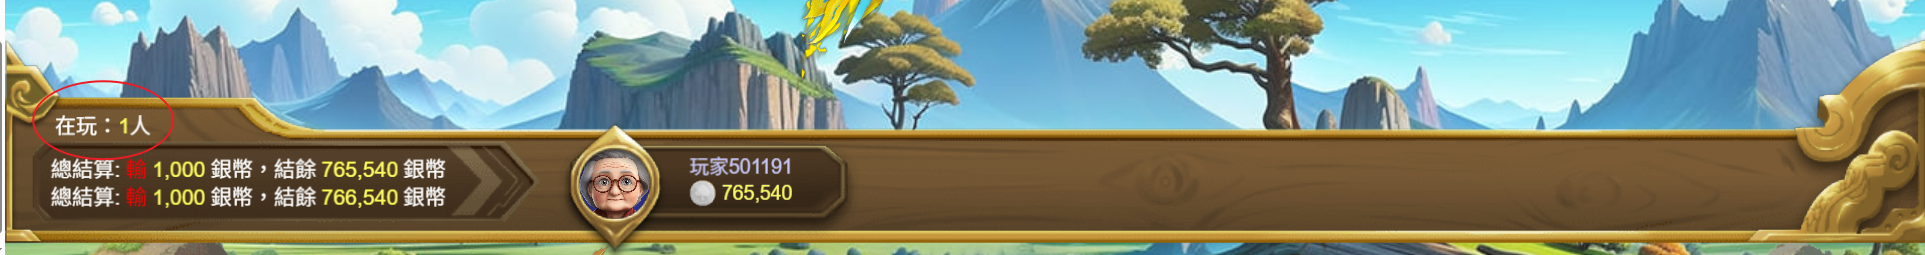 在玩：1人
總結算: 輸 1,000 銀幣，結餘 765,540 銀幣
總結算: 輸 1,000 銀幣，結餘 766,540 銀幣
玩家501191
765,540